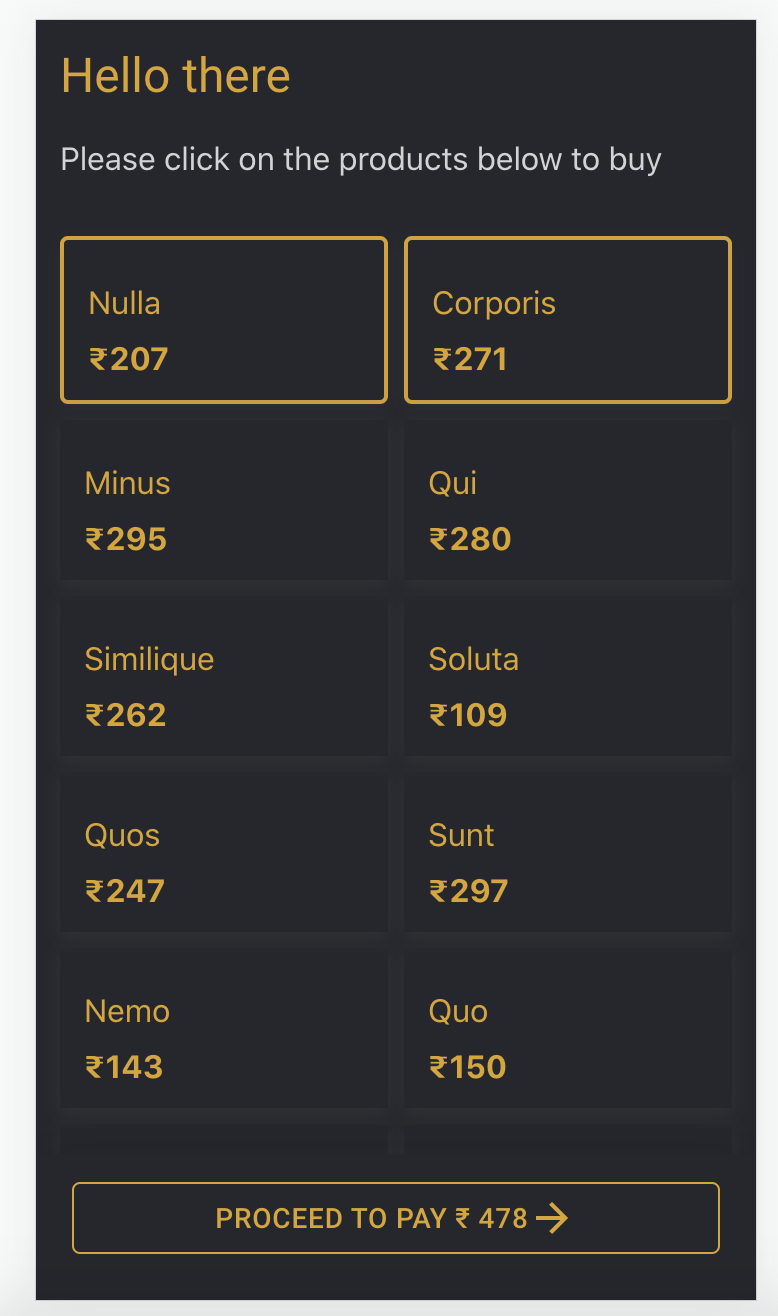 Hello there
Please click on the products below to buy
Nulla
₹207
Corporis
₹271
Minus
₹295
Qui
₹280
Similique
₹262
Soluta
₹109
Quos
₹247
Sunt
₹297
Nemo
₹143
Quo
₹150
PROCEED TO PAY ₹ 478